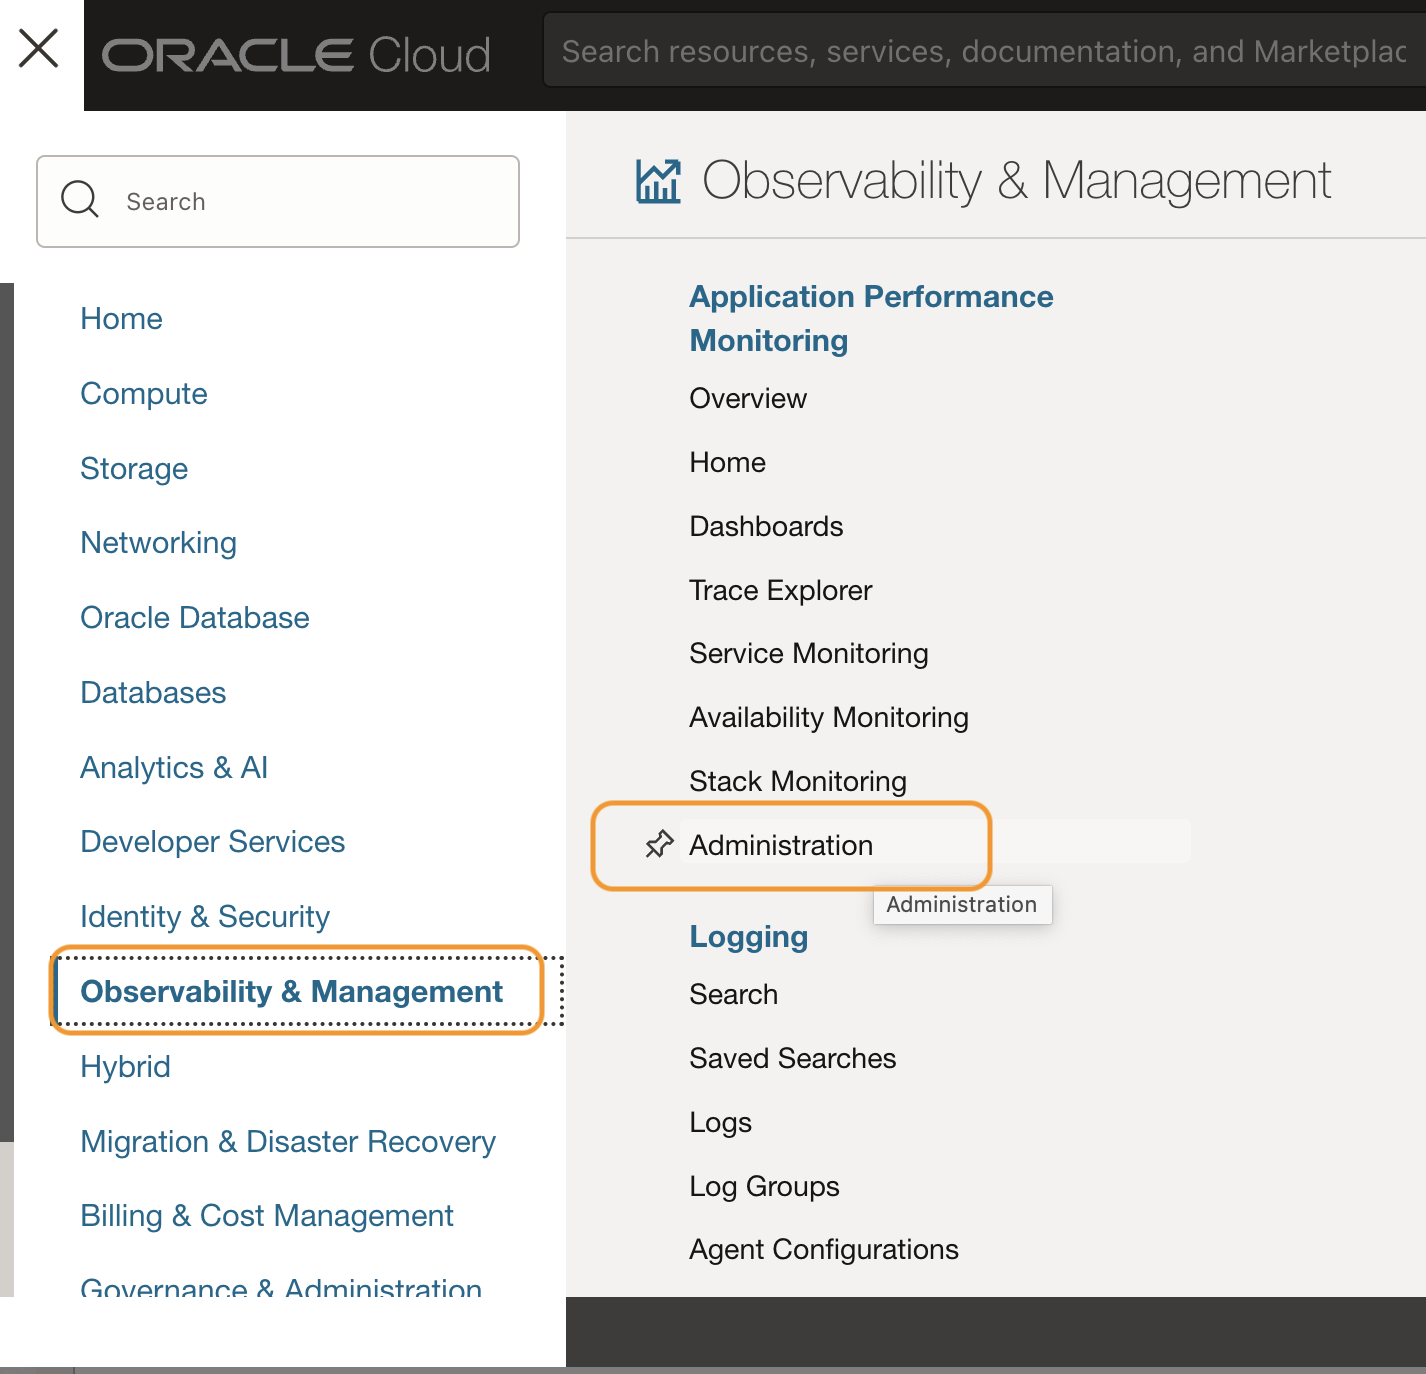 ORACLE Cloud
Search resources, services, documentation, and Marketplac
Search
Home
Compute
Storage
Networking
Oracle Database
Databases
Analytics & AI
Developer Services
Identity & Security
Observability & Management
Hybrid
Migration & Disaster Recovery
Billing & Cost Management
Governance & Administration
Observability & Management
Application Performance
Monitoring
Overview
Home
Dashboards
Trace Explorer
Service Monitoring
Availability Monitoring
Stack Monitoring
Administration
Administration
Logging
Search
Saved Searches
Logs
Log Groups
Agent Configurations